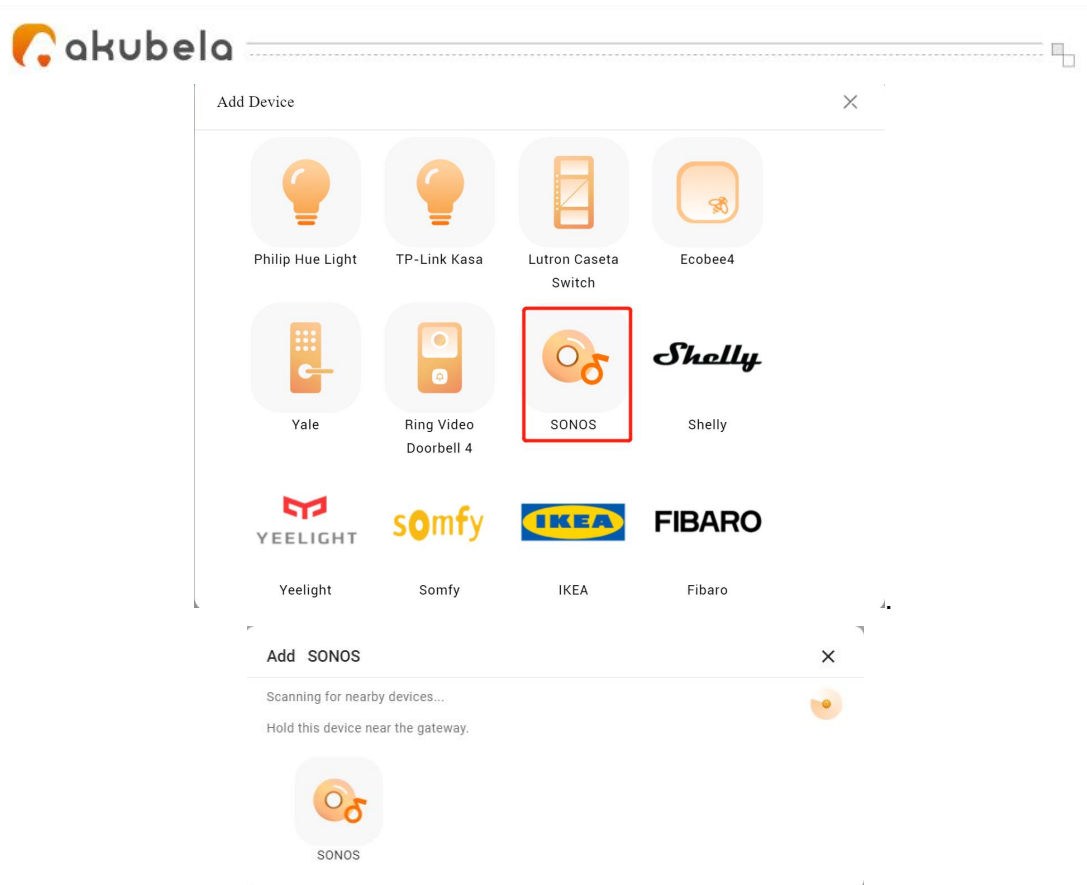 akubela
Add Device
Philip Hue Light
TP-Link Kasa
Lutron Caseta
Switch
Ecobee4
Yale
Ring Video
Doorbell 4
SONOS
Shelly
Shelly
YEELIGHT
somfy
IKEA
FIBARO
Yeelight
Somfy
IKEA
Fibaro
.
Add SONOS
Scanning for nearby devices...
Hold this device near the gateway.
SONOS